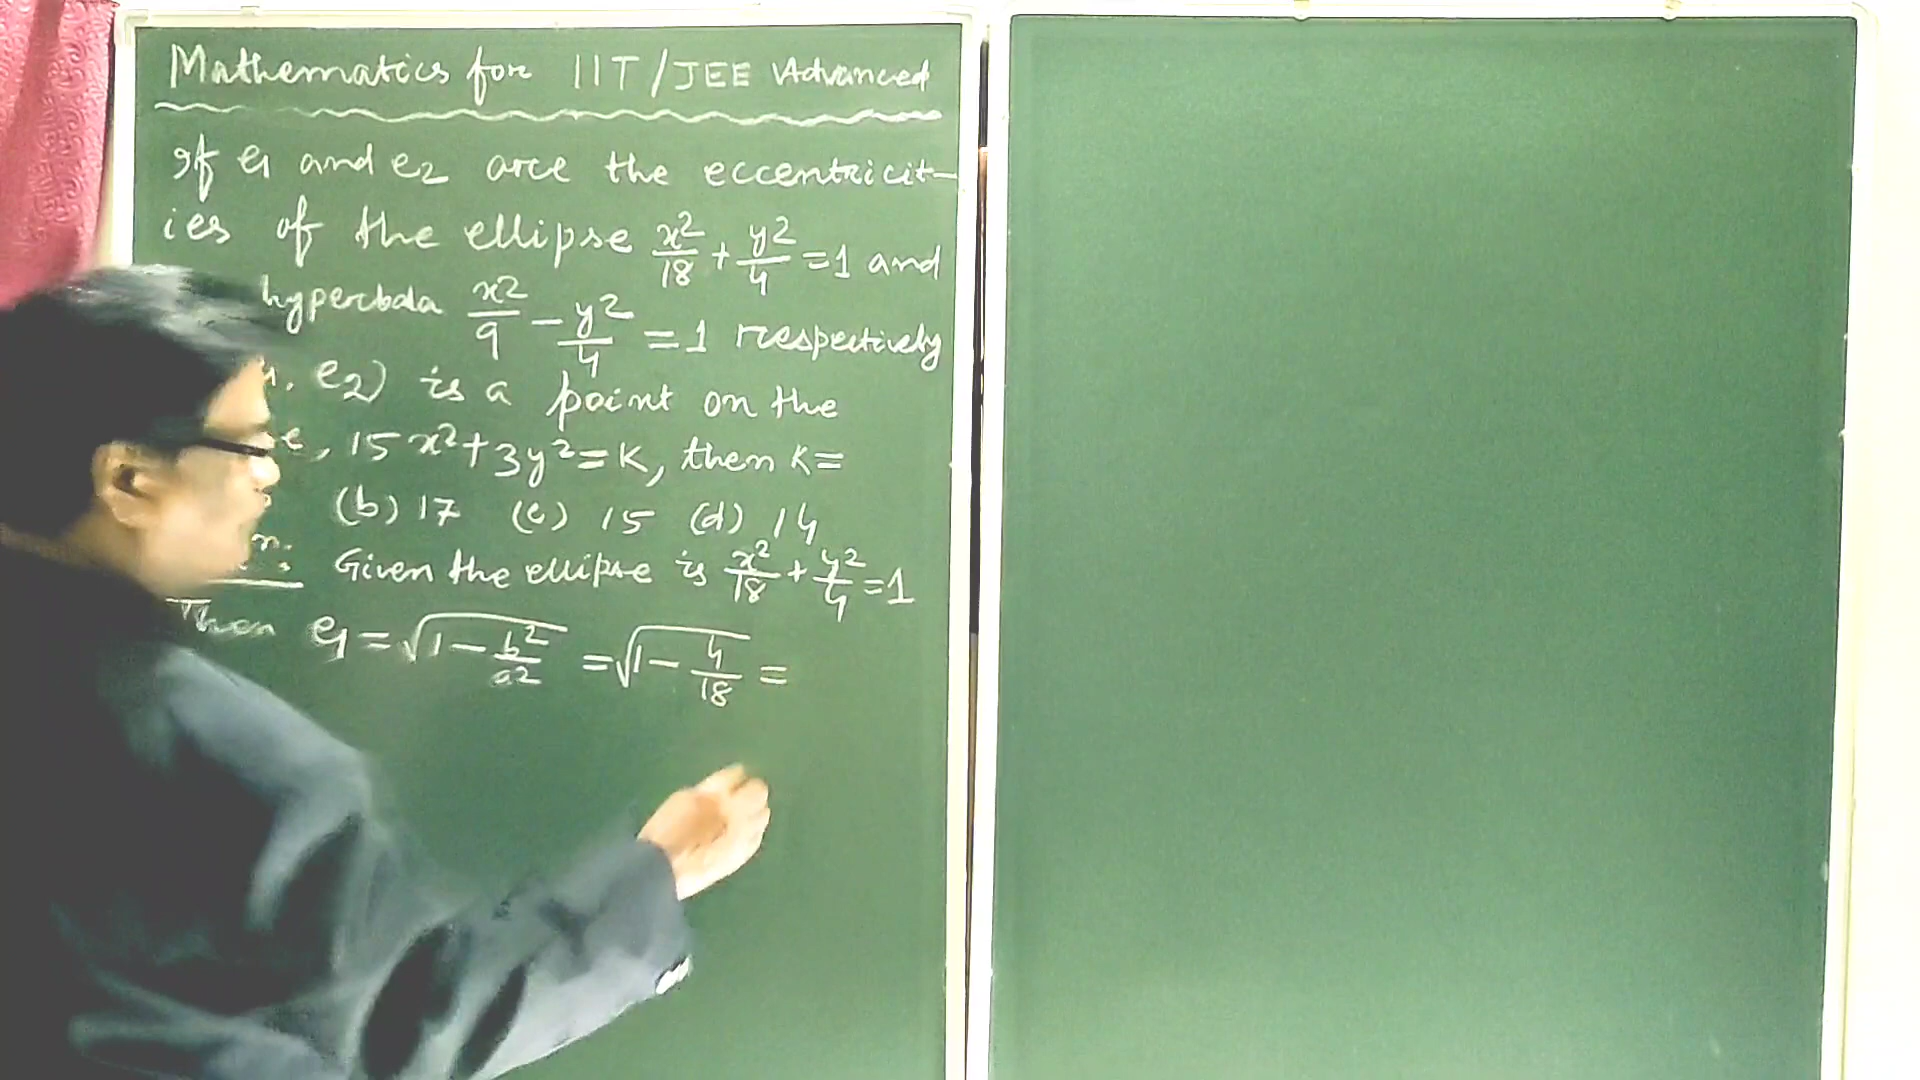 Mathematics for IIT/JEE Advanced
If e1 and e2 are the eccentricit-
ies of the ellipse x²/18 + y²/4 = 1 and
hyperbola x²/9 - y²/4 = 1 respectively
, e2) is a point on the
, 15x²+3y²=K, then K=
(b) 17 (c) 15 (d) 14
n: Given the ellipse is x²/18 + y²/4 = 1
Then e1 = √(1 - b²/a²) = √(1 - 4/18) =